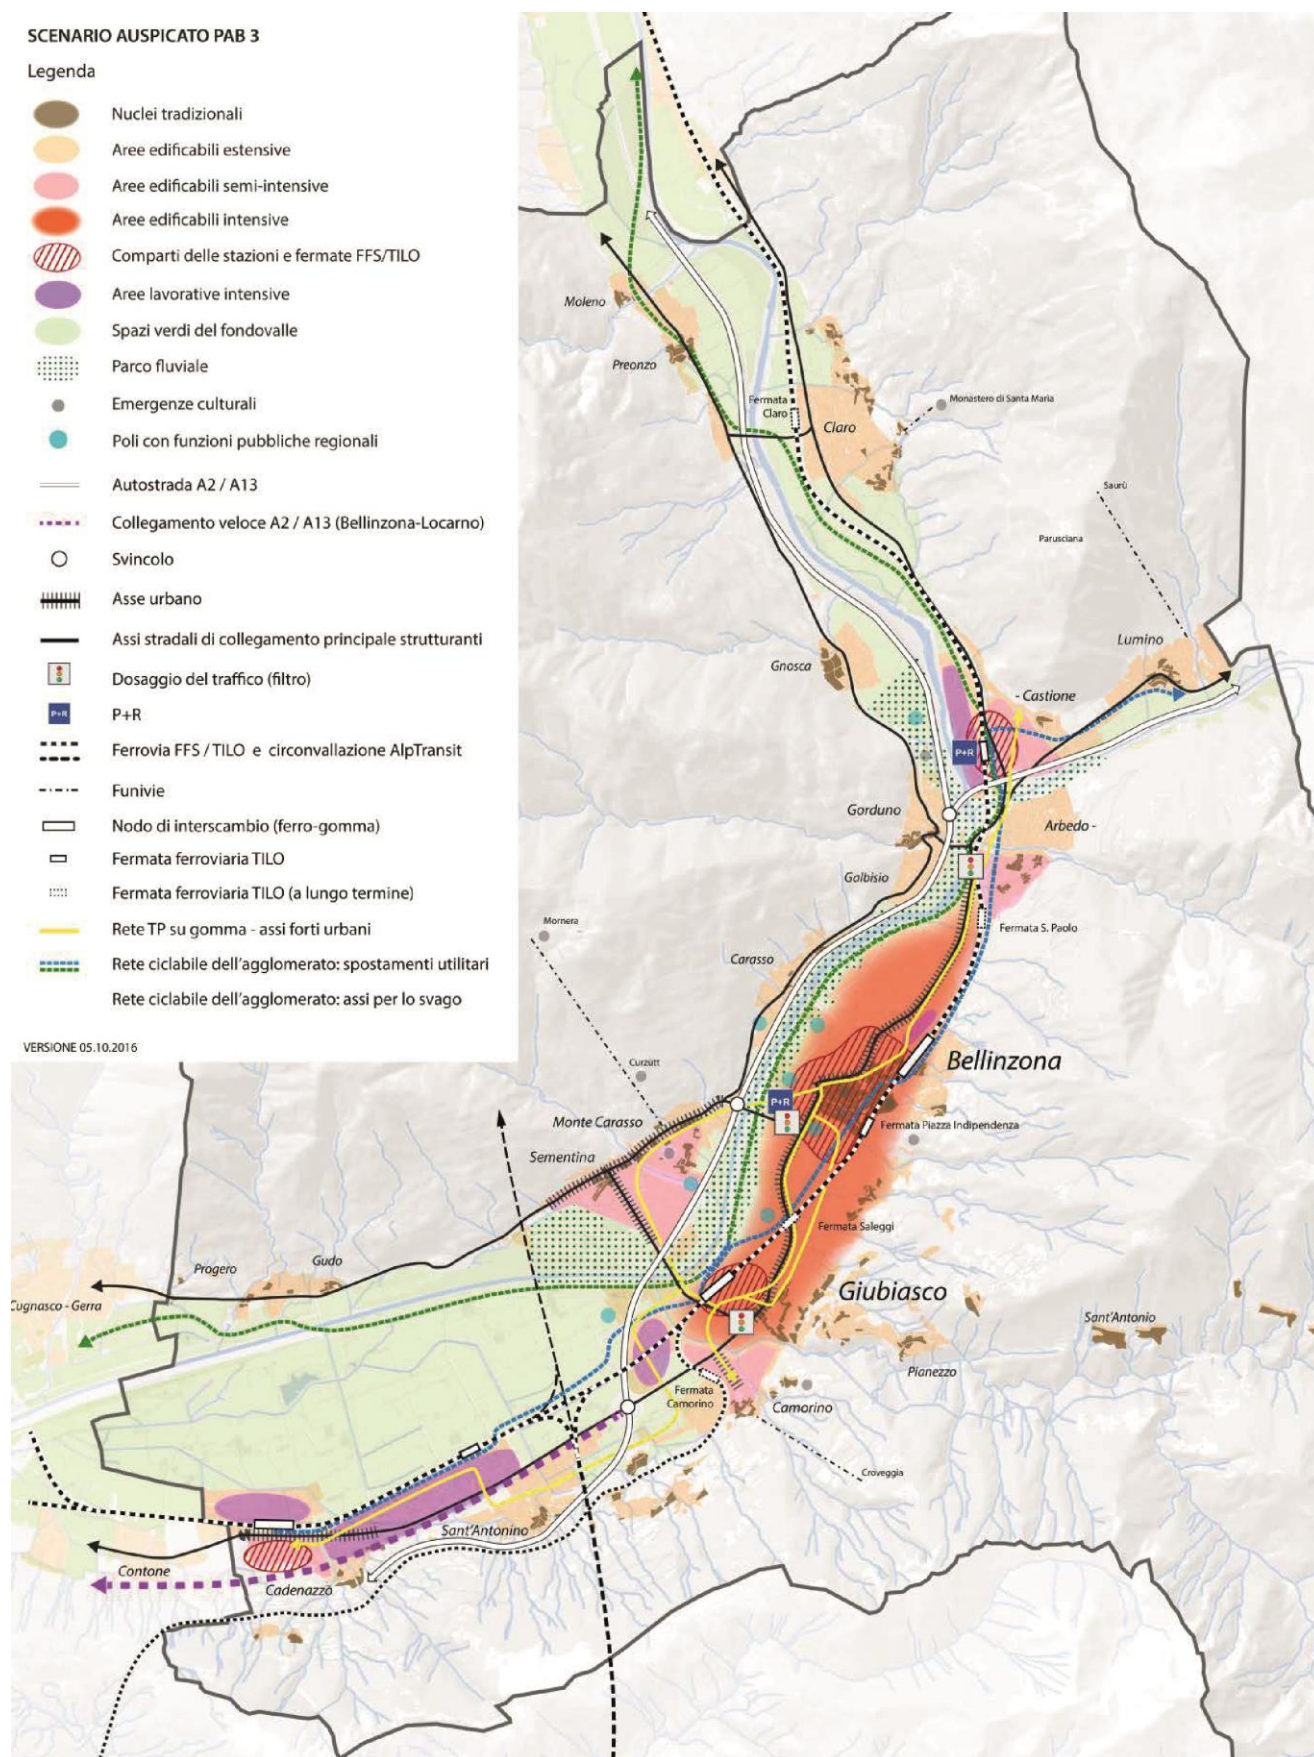 SCENARIO AUSPICATO PAB 3
Legenda
Nuclei tradizionali
Aree edificabili estensive
Aree edificabili semi-intensive
Aree edificabili intensive
Comparti delle stazioni e fermate FFS/TILO
Aree lavorative intensive
Spazi verdi del fondovalle
Parco fluviale
Emergenze culturali
Poli con funzioni pubbliche regionali
Autostrada A2 / A13
Collegamento veloce A2 / A13 (Bellinzona-Locarno)
Svincolo
Asse urbano
Assi stradali di collegamento principale strutturanti
Dosaggio del traffico (filtro)
P+R
P+R
Ferrovia FFS / TILO e circonvallazione AlpTransit
Funivie
Nodo di interscambio (ferro-gomma)
Fermata ferroviaria TILO
Fermata ferroviaria TILO (a lungo termine)
Rete TP su gomma - assi forti urbani
Rete ciclabile dell'agglomerato: spostamenti utilitari
Rete ciclabile dell'agglomerato: assi per lo svago
VERSIONE 05.10.2016
Moleno
Preonzo
Fermata
Claro
Monastero di Santa Maria
Claro
Saurù
Parusciana
Lumino
Gnosca
- Castione
P+R
Gorduno
Arbedo -
Galbisio
Mornera
Fermata S. Paolo
Carasso
Bellinzona
Curzùtt
P+R
Monte Carasso
Fermata Piazza Indipendenza
Sementina
Fermata Saleggi
Progero
Gudo
Giubiasco
Cugnasco - Gerra
Sant'Antonio
Pianezzo
Fermata
Camorino
Camorino
Croveggia
Sant'Antonino
Contone
Cadenazzo